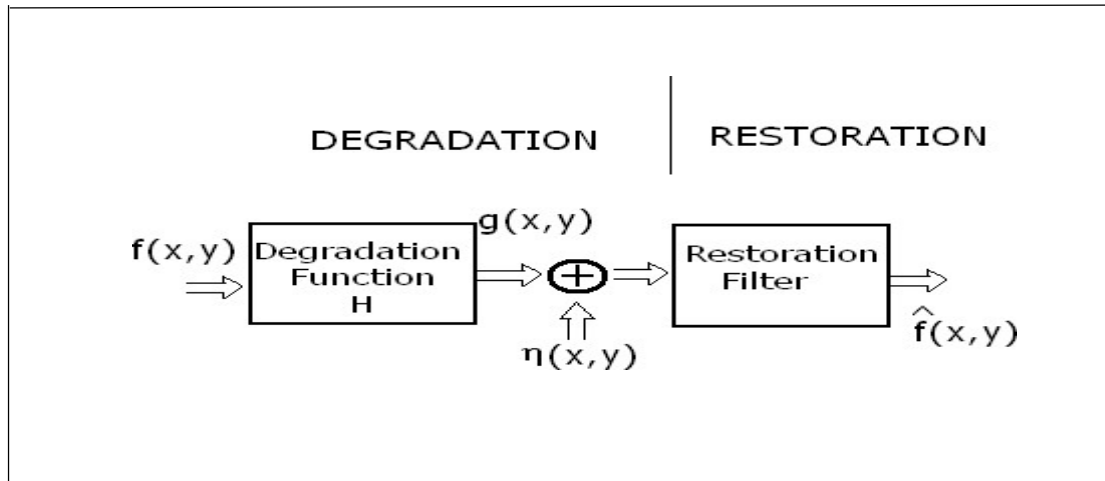 DEGRADATION
RESTORATION
f(x,y)
Degradation
Function
H
g(x,y)
+
η(x,y)
Restoration
Filter
f̂(x,y)